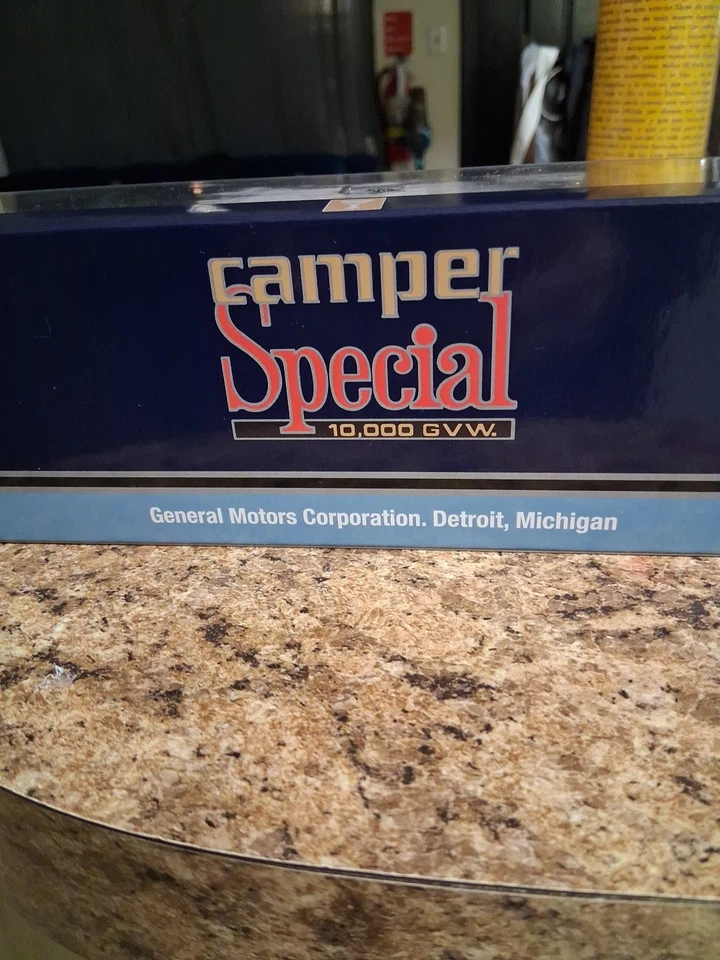 camper
Special
10,000 GVW.
General Motors Corporation. Detroit, Michigan